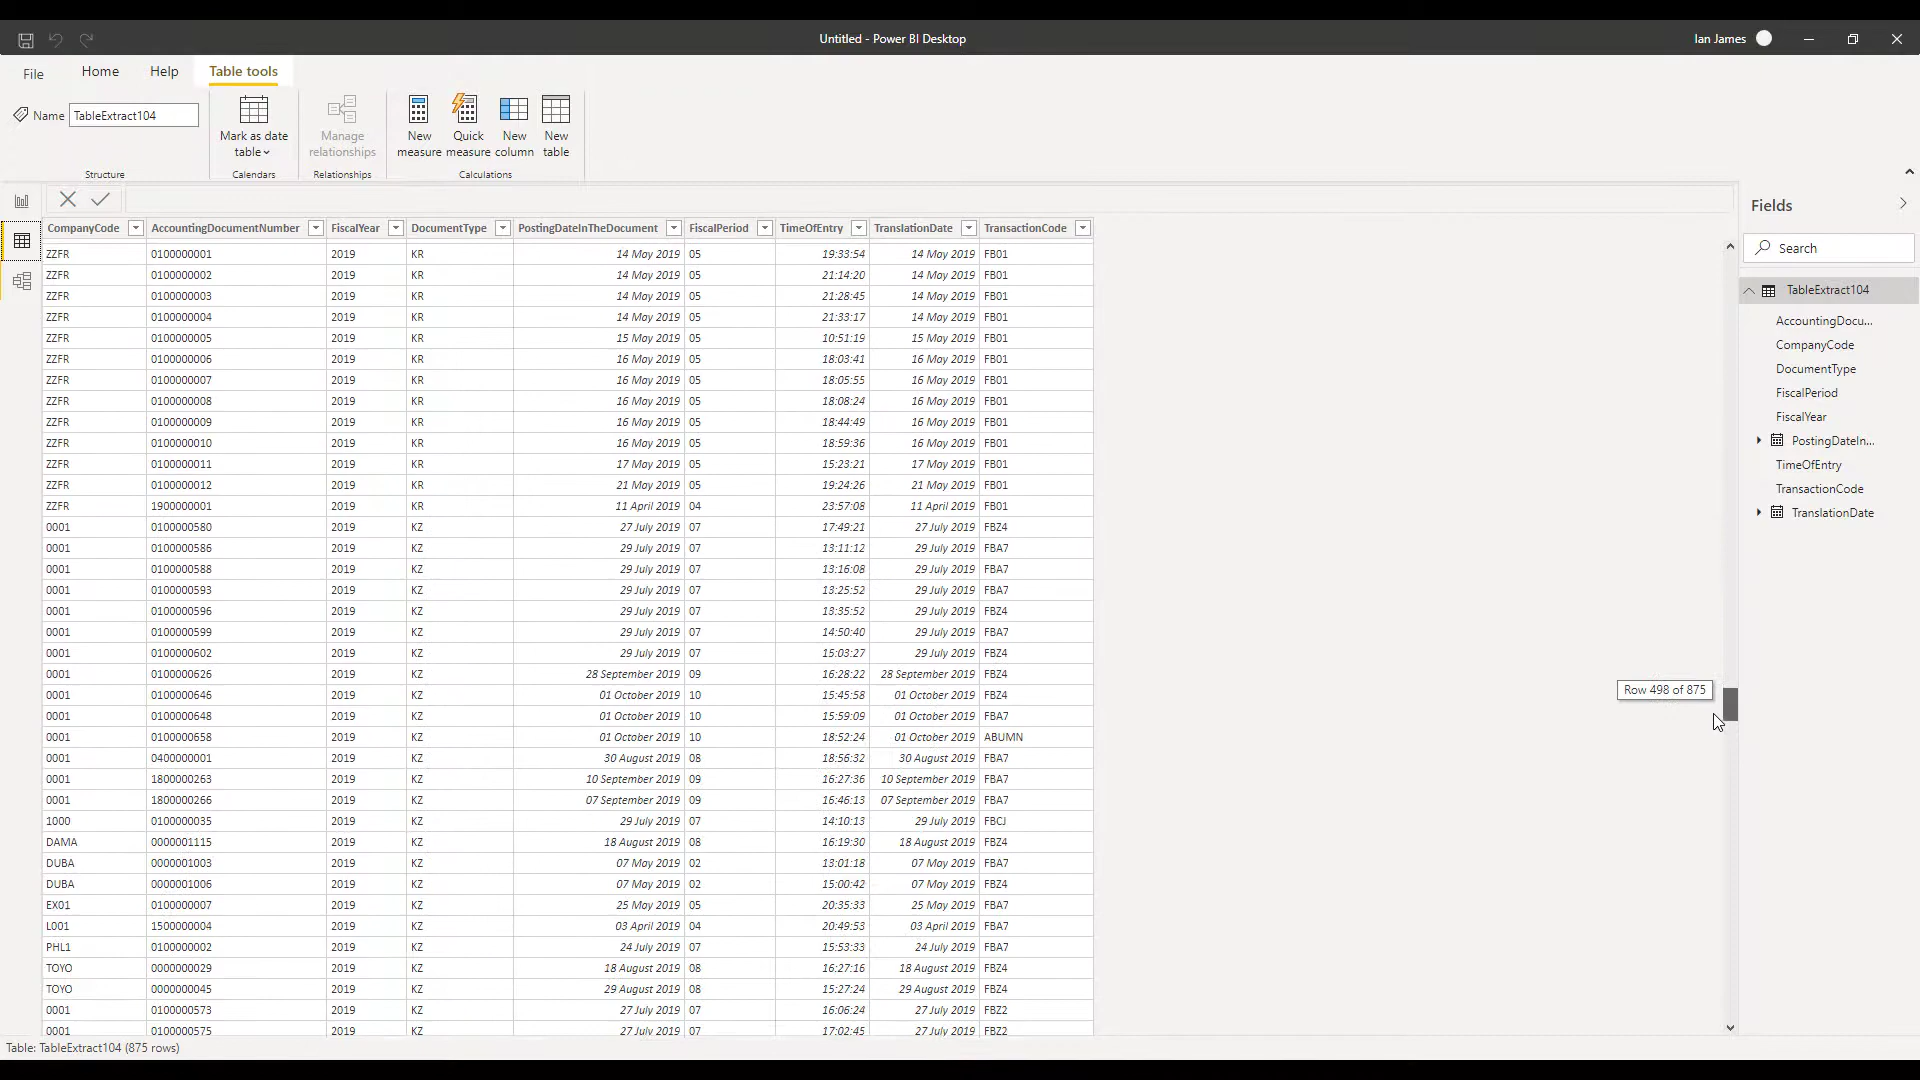 Untitled - Power BI Desktop
Ian James
File Home Help Table tools
Name TableExtract104
Mark as date table
Manage relationships
New measure
Quick measure
New column
New table
Structure Calendars Relationships Calculations
CompanyCode AccountingDocumentNumber FiscalYear DocumentType PostingDateInTheDocument FiscalPeriod TimeOfEntry TranslationDate TransactionCode
ZZFR 0100000001 2019 KR 14 May 2019 05 19:33:54 14 May 2019 FB01
ZZFR 0100000002 2019 KR 14 May 2019 05 21:14:20 14 May 2019 FB01
ZZFR 0100000003 2019 KR 14 May 2019 05 21:28:45 14 May 2019 FB01
ZZFR 0100000004 2019 KR 14 May 2019 05 21:33:17 14 May 2019 FB01
ZZFR 0100000005 2019 KR 15 May 2019 05 10:51:19 15 May 2019 FB01
ZZFR 0100000006 2019 KR 16 May 2019 05 18:03:41 16 May 2019 FB01
ZZFR 0100000007 2019 KR 16 May 2019 05 18:05:55 16 May 2019 FB01
ZZFR 0100000008 2019 KR 16 May 2019 05 18:08:24 16 May 2019 FB01
ZZFR 0100000009 2019 KR 16 May 2019 05 18:44:49 16 May 2019 FB01
ZZFR 0100000010 2019 KR 16 May 2019 05 18:59:36 16 May 2019 FB01
ZZFR 0100000011 2019 KR 17 May 2019 05 15:23:21 17 May 2019 FB01
ZZFR 0100000012 2019 KR 21 May 2019 05 19:24:26 21 May 2019 FB01
ZZFR 1900000001 2019 KR 11 April 2019 04 23:57:08 11 April 2019 FB01
0001 0100000580 2019 KZ 27 July 2019 07 17:49:21 27 July 2019 FBZ4
0001 0100000586 2019 KZ 29 July 2019 07 13:11:12 29 July 2019 FBA7
0001 0100000588 2019 KZ 29 July 2019 07 13:16:08 29 July 2019 FBA7
0001 0100000593 2019 KZ 29 July 2019 07 13:25:52 29 July 2019 FBA7
0001 0100000596 2019 KZ 29 July 2019 07 13:35:52 29 July 2019 FBZ4
0001 0100000599 2019 KZ 29 July 2019 07 14:50:40 29 July 2019 FBA7
0001 0100000602 2019 KZ 29 July 2019 07 15:03:27 29 July 2019 FBZ4
0001 0100000626 2019 KZ 28 September 2019 09 16:28:22 28 September 2019 FBZ4
0001 0100000646 2019 KZ 01 October 2019 10 15:45:58 01 October 2019 FBZ4
0001 0100000648 2019 KZ 01 October 2019 10 15:59:09 01 October 2019 FBA7
0001 0100000658 2019 KZ 01 October 2019 10 18:52:24 01 October 2019 ABUMN
0001 0400000001 2019 KZ 30 August 2019 08 18:56:32 30 August 2019 FBA7
0001 1800000263 2019 KZ 10 September 2019 09 16:27:36 10 September 2019 FBA7
0001 1800000266 2019 KZ 07 September 2019 09 16:46:13 07 September 2019 FBA7
1000 0100000035 2019 KZ 29 July 2019 07 14:10:13 29 July 2019 FBCJ
DAMA 0000001115 2019 KZ 18 August 2019 08 16:19:30 18 August 2019 FBZ4
DUBA 0000001003 2019 KZ 07 May 2019 02 13:01:18 07 May 2019 FBA7
DUBA 0000001006 2019 KZ 07 May 2019 02 15:00:42 07 May 2019 FBZ4
EX01 0100000007 2019 KZ 25 May 2019 05 20:35:33 25 May 2019 FBA7
L001 1500000004 2019 KZ 03 April 2019 04 20:49:53 03 April 2019 FBA7
PHL1 0100000002 2019 KZ 24 July 2019 07 15:53:33 24 July 2019 FBA7
TOYO 0000000029 2019 KZ 18 August 2019 08 16:27:16 18 August 2019 FBZ4
TOYO 0000000045 2019 KZ 29 August 2019 08 15:27:24 29 August 2019 FBZ4
0001 0100000573 2019 KZ 27 July 2019 07 16:06:24 27 July 2019 FBZ2
0001 0100000575 2019 KZ 27 July 2019 07 17:02:45 27 July 2019 FBZ2
Row 498 of 875
Fields
Search
TableExtract104
AccountingDocu...
CompanyCode
DocumentType
FiscalPeriod
FiscalYear
PostingDateIn...
TimeOfEntry
TransactionCode
TranslationDate
Table: TableExtract104 (875 rows)